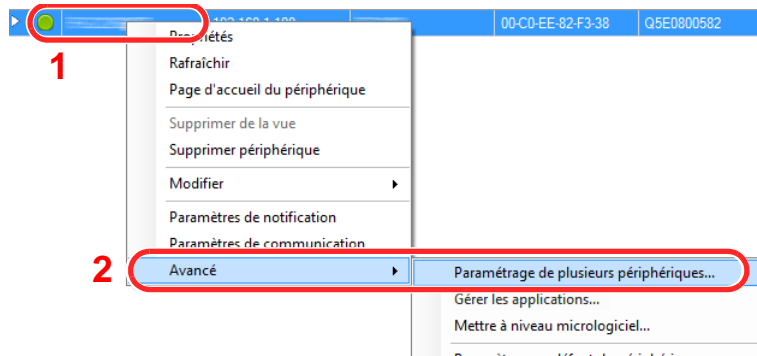 192.168.1.100 00-C0-EE-82-F3-38 Q5E0800582
1
Propriétés
Rafraîchir
Page d'accueil du périphérique
Supprimer de la vue
Supprimer périphérique
Modifier
Paramètres de notification
Paramètres de communication
2
Avancé
Paramétrage de plusieurs périphériques...
Gérer les applications...
Mettre à niveau micrologiciel...